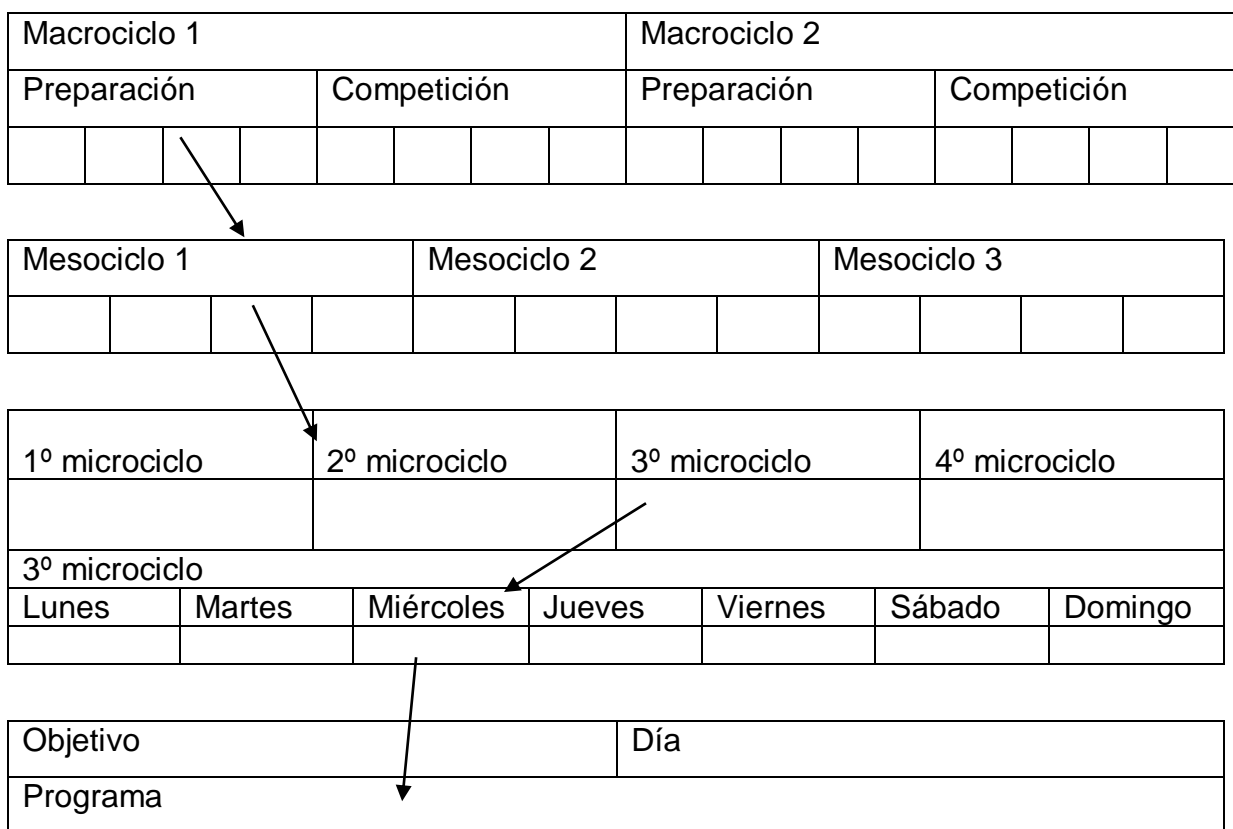 Macrociclo 1 Macrociclo 2
Preparación Competición Preparación Competición
Mesociclo 1 Mesociclo 2 Mesociclo 3
1º microciclo 2º microciclo 3º microciclo 4º microciclo
3º microciclo
Lunes Martes Miércoles Jueves Viernes Sábado Domingo
Objetivo Día
Programa